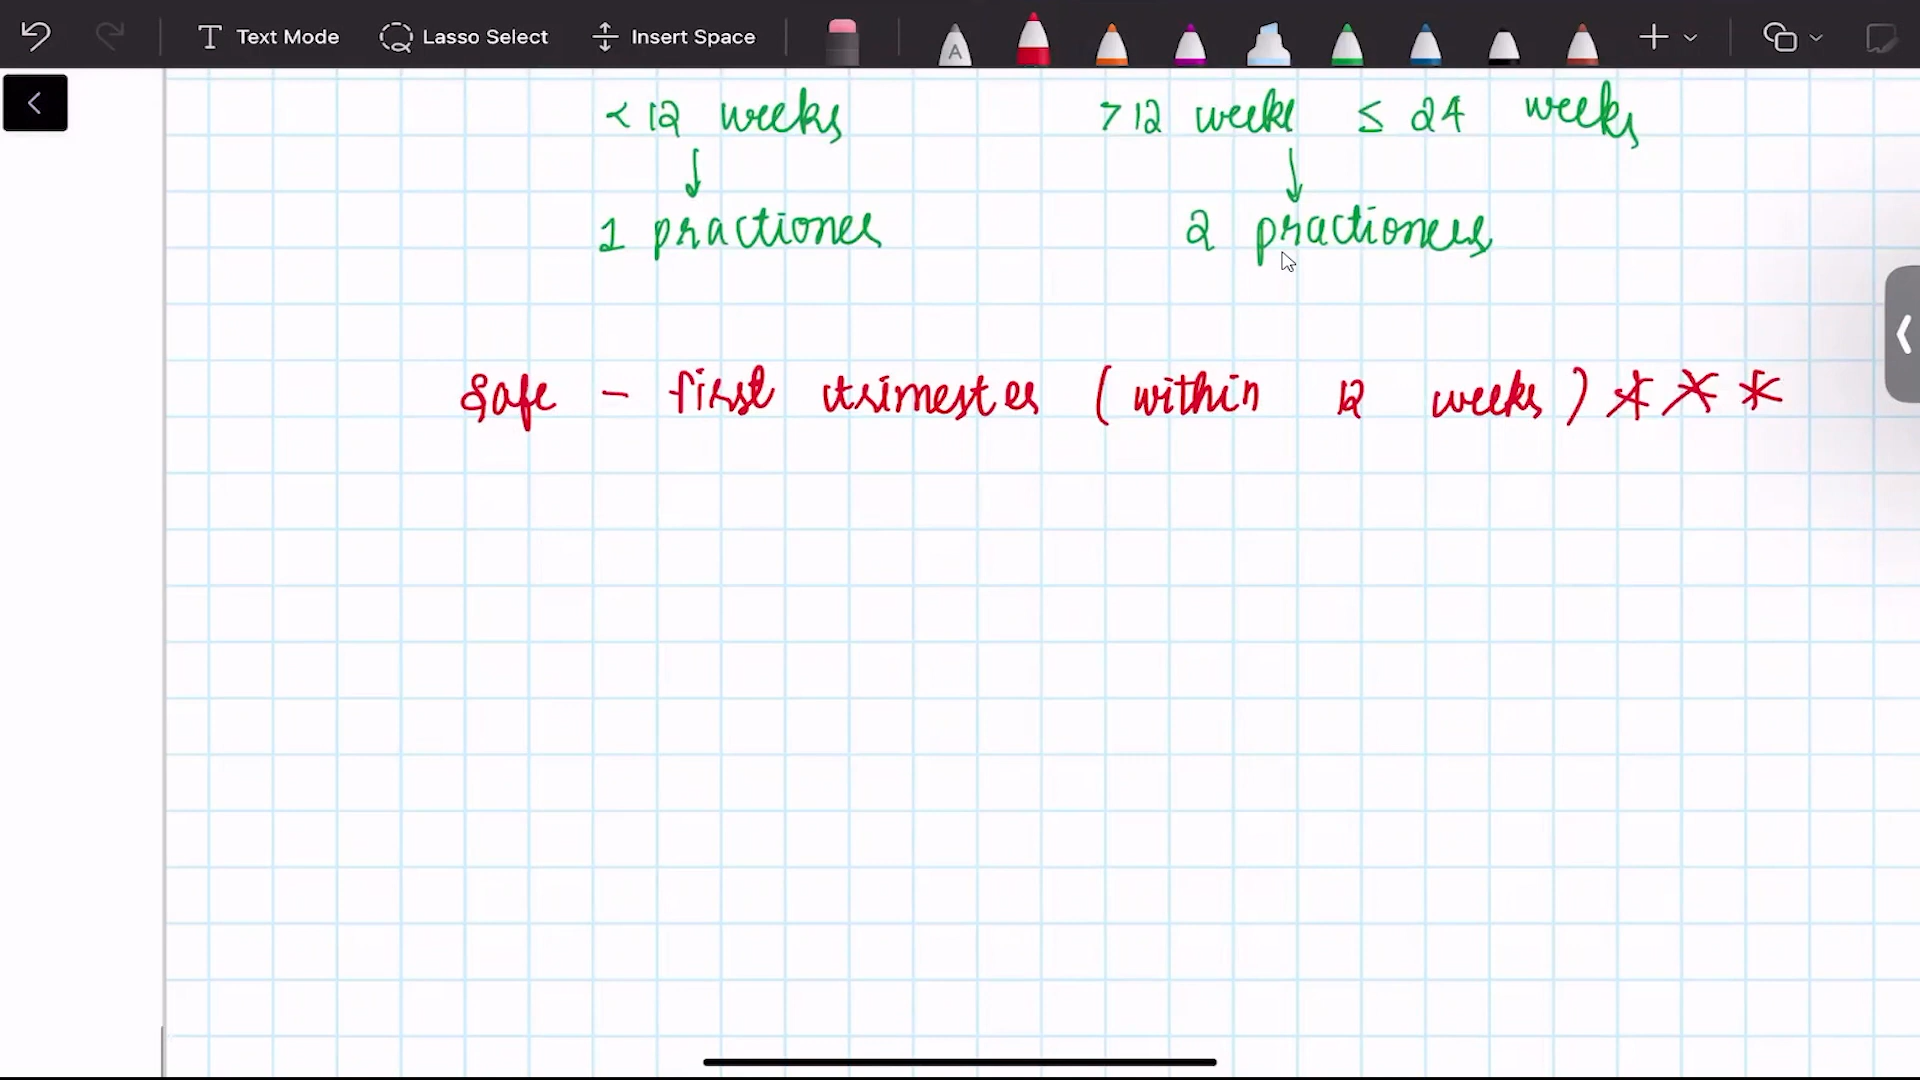 Text Mode Lasso Select Insert Space
A
< 12 weeks > 12 weeks ≤ 24 weeks
↓ ↓
1 practioner 2 practioners
Safe - first trimester (within 12 weeks) ***